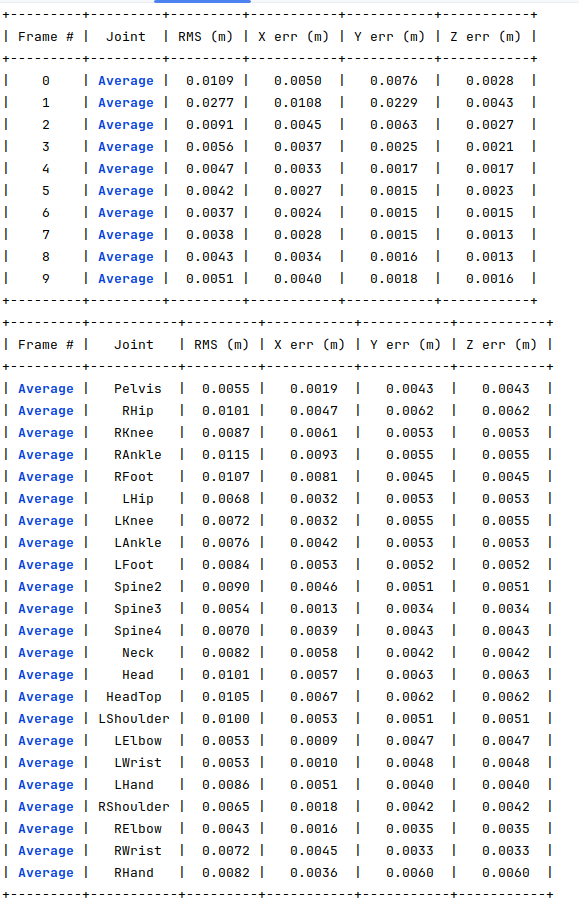 +---------+-----------+---------+-----------+-----------+-----------+
| Frame # |   Joint   | RMS (m) | X err (m) | Y err (m) | Z err (m) |
+---------+-----------+---------+-----------+-----------+-----------+
|    0    |  Average  |  0.0109 |   0.0050  |   0.0076  |   0.0028  |
|    1    |  Average  |  0.0277 |   0.0108  |   0.0229  |   0.0043  |
|    2    |  Average  |  0.0091 |   0.0045  |   0.0063  |   0.0027  |
|    3    |  Average  |  0.0056 |   0.0037  |   0.0025  |   0.0021  |
|    4    |  Average  |  0.0047 |   0.0033  |   0.0017  |   0.0017  |
|    5    |  Average  |  0.0042 |   0.0027  |   0.0015  |   0.0023  |
|    6    |  Average  |  0.0037 |   0.0024  |   0.0015  |   0.0015  |
|    7    |  Average  |  0.0038 |   0.0028  |   0.0015  |   0.0013  |
|    8    |  Average  |  0.0043 |   0.0034  |   0.0016  |   0.0013  |
|    9    |  Average  |  0.0051 |   0.0040  |   0.0018  |   0.0016  |
+---------+-----------+---------+-----------+-----------+-----------+
+---------+-----------+---------+-----------+-----------+-----------+
| Frame # |   Joint   | RMS (m) | X err (m) | Y err (m) | Z err (m) |
+---------+-----------+---------+-----------+-----------+-----------+
| Average |   Pelvis  |  0.0055 |   0.0019  |   0.0043  |   0.0043  |
| Average |    RHip   |  0.0101 |   0.0047  |   0.0062  |   0.0062  |
| Average |   RKnee   |  0.0087 |   0.0061  |   0.0053  |   0.0053  |
| Average |   RAnkle  |  0.0115 |   0.0093  |   0.0055  |   0.0055  |
| Average |   RFoot   |  0.0107 |   0.0081  |   0.0045  |   0.0045  |
| Average |    LHip   |  0.0068 |   0.0032  |   0.0053  |   0.0053  |
| Average |   LKnee   |  0.0072 |   0.0032  |   0.0055  |   0.0055  |
| Average |   LAnkle  |  0.0076 |   0.0042  |   0.0053  |   0.0053  |
| Average |   LFoot   |  0.0084 |   0.0053  |   0.0052  |   0.0052  |
| Average |   Spine2  |  0.0090 |   0.0046  |   0.0051  |   0.0051  |
| Average |   Spine3  |  0.0054 |   0.0013  |   0.0034  |   0.0034  |
| Average |   Spine4  |  0.0070 |   0.0039  |   0.0043  |   0.0043  |
| Average |    Neck   |  0.0082 |   0.0058  |   0.0042  |   0.0042  |
| Average |    Head   |  0.0101 |   0.0057  |   0.0063  |   0.0063  |
| Average |  HeadTop  |  0.0105 |   0.0067  |   0.0062  |   0.0062  |
| Average | LShoulder |  0.0100 |   0.0053  |   0.0051  |   0.0051  |
| Average |   LElbow  |  0.0053 |   0.0009  |   0.0047  |   0.0047  |
| Average |   LWrist  |  0.0053 |   0.0010  |   0.0048  |   0.0048  |
| Average |   LHand   |  0.0086 |   0.0051  |   0.0040  |   0.0040  |
| Average | RShoulder |  0.0065 |   0.0018  |   0.0042  |   0.0042  |
| Average |   RElbow  |  0.0043 |   0.0016  |   0.0035  |   0.0035  |
| Average |   RWrist  |  0.0072 |   0.0045  |   0.0033  |   0.0033  |
| Average |   RHand   |  0.0082 |   0.0036  |   0.0060  |   0.0060  |
+---------+-----------+---------+-----------+-----------+-----------+